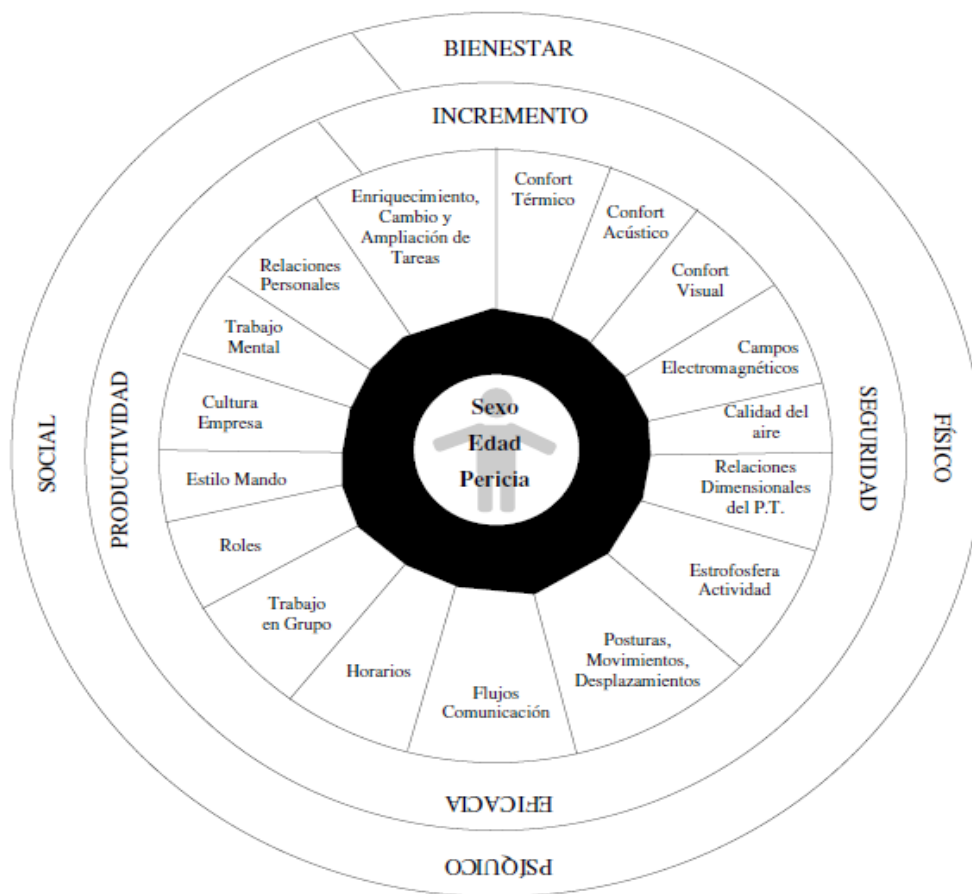 BIENESTAR
INCREMENTO
Enriquecimiento,
Cambio y
Ampliación de
Tareas
Confort
Térmico
Confort
Acústico
Confort
Visual
Campos
Electromagnéticos
Calidad del
aire
Relaciones
Dimensionales
del P.T.
Estrofosfera
Actividad
Posturas,
Movimientos,
Desplazamientos
Flujos
Comunicación
Horarios
Trabajo
en Grupo
Roles
Estilo Mando
Cultura
Empresa
Trabajo
Mental
Relaciones
Personales
Sexo
Edad
Pericia
SOCIAL
PRODUCTIVIDAD
SEGURIDAD
FÍSICO
EFICACIA
PSÍQUICO